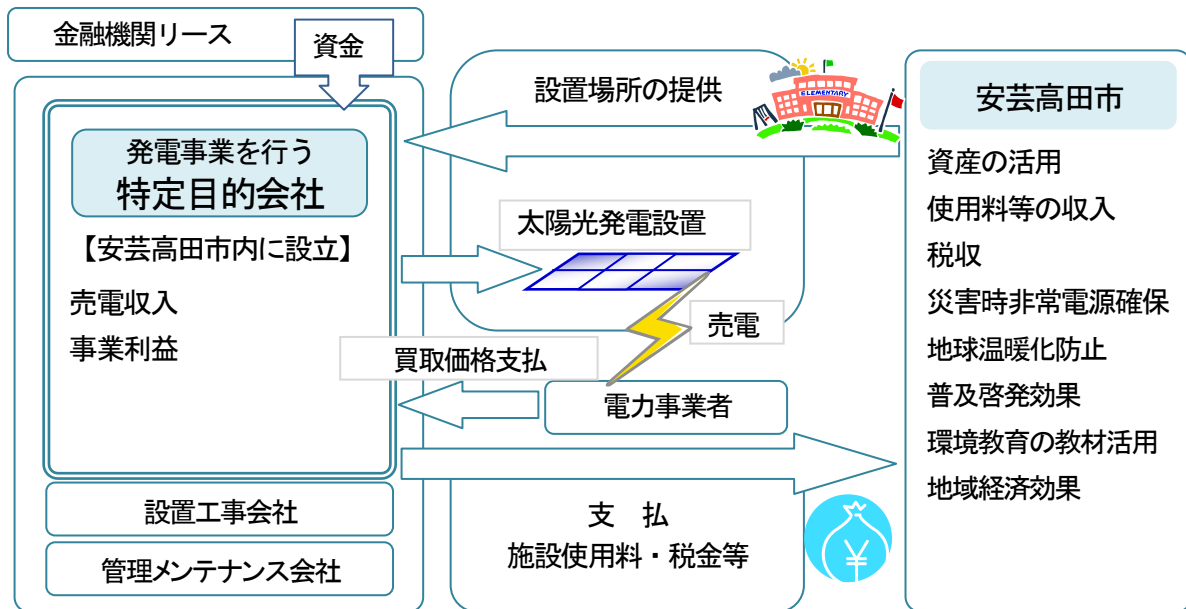 金融機関リース
資金
発電事業を行う
特定目的会社
【安芸高田市内に設立】
売電収入
事業利益
設置工事会社
管理メンテナンス会社
設置場所の提供
ELEMENTARY
太陽光発電設置
売電
買取価格支払
電力事業者
支　払
施設使用料・税金等
¥
安芸高田市
資産の活用
使用料等の収入
税収
災害時非常電源確保
地球温暖化防止
普及啓発効果
環境教育の教材活用
地域経済効果